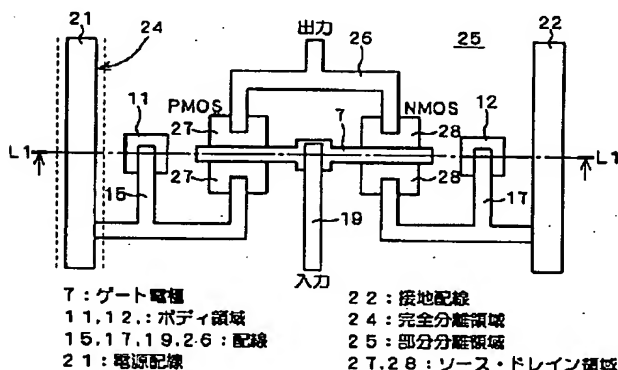 21
24
出力
26
25
22
11
PMOS
27
7
NMOS
28
12
L1
L1
27
28
15
19
17
入力
7:ゲート電極
11,12,:ボディ領域
15,17,19,26:配線
21:電源配線
22:接地配線
24:完全分離領域
25:部分分離領域
27,28:ソース・ドレイン領域